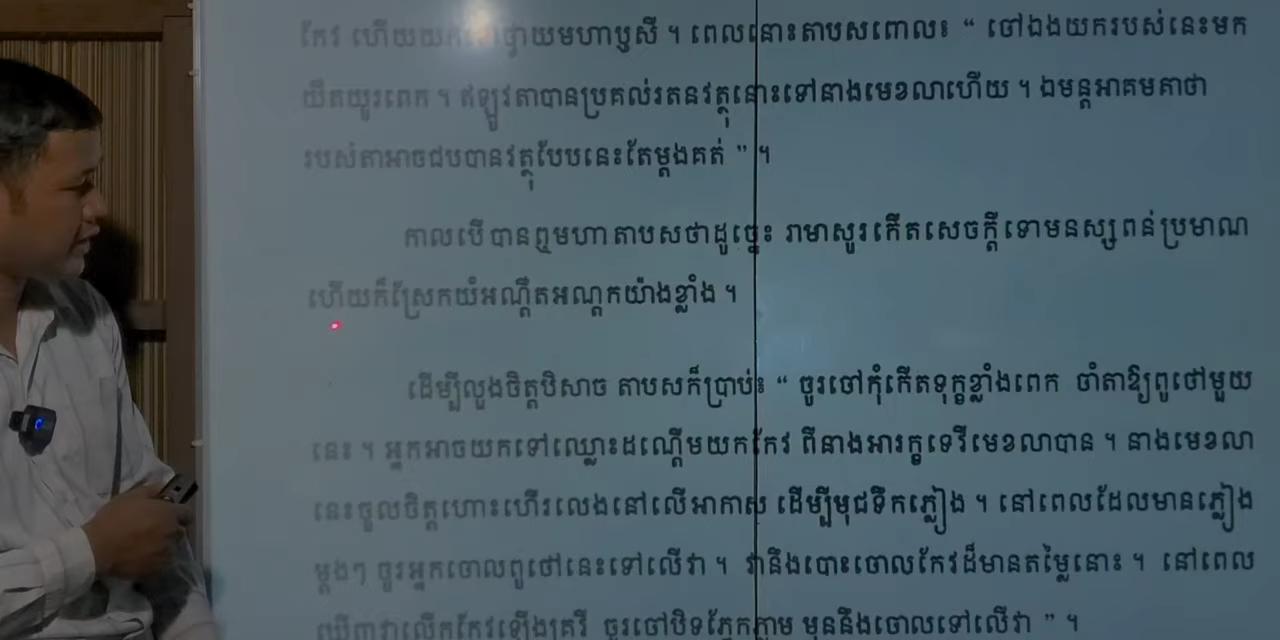 កែវ ហើយយកទៅថ្វាយមហាឫសី ។ ពេលនោះតាបសពោល៖ “ ចៅឯងយករបស់នេះមក
យឺតយូរពេក ។ ឥឡូវតាបានប្រគល់រតនវត្ថុនោះទៅនាងមេខលាហើយ ។ ឯមន្តអាគមគាថា
របស់តាអាចជបបានវត្ថុបែបនេះតែម្តងគត់ ” ។
កាលបើបានឮមហាតាបសថាដូច្នេះ រាមាសូរកើតសេចក្តីទោមនស្សពន់ប្រមាណ
ហើយក៏ស្រែកយំអណ្តឺតអណ្តកយ៉ាងខ្លាំង ។
ដើម្បីលួងចិត្តបិសាច តាបសក៏ប្រាប់៖ “ ចូរចៅកុំកើតទុក្ខខ្លាំងពេក ចាំតាឱ្យពូថៅមួយ
នេះ ។ អ្នកអាចយកទៅឈ្លោះដណ្តើមយកកែវ ពីនាងអារក្ខទេវីមេខលាបាន ។ នាងមេខលា
នេះចូលចិត្តហោះហើរលេងនៅលើអាកាស ដើម្បីមុជទឹកភ្លៀង ។ នៅពេលដែលមានភ្លៀង
ម្តងៗ ចូរអ្នកចោលពូថៅនេះទៅលើវា ។ វានឹងបោះចោលកែវដ៏មានតម្លៃនោះ ។ នៅពេល
ឃើញវាលើកកែវឡើងគ្រវី ចូរចៅបិទភ្នែកភ្លាម មុននឹងចោលទៅលើវា ” ។